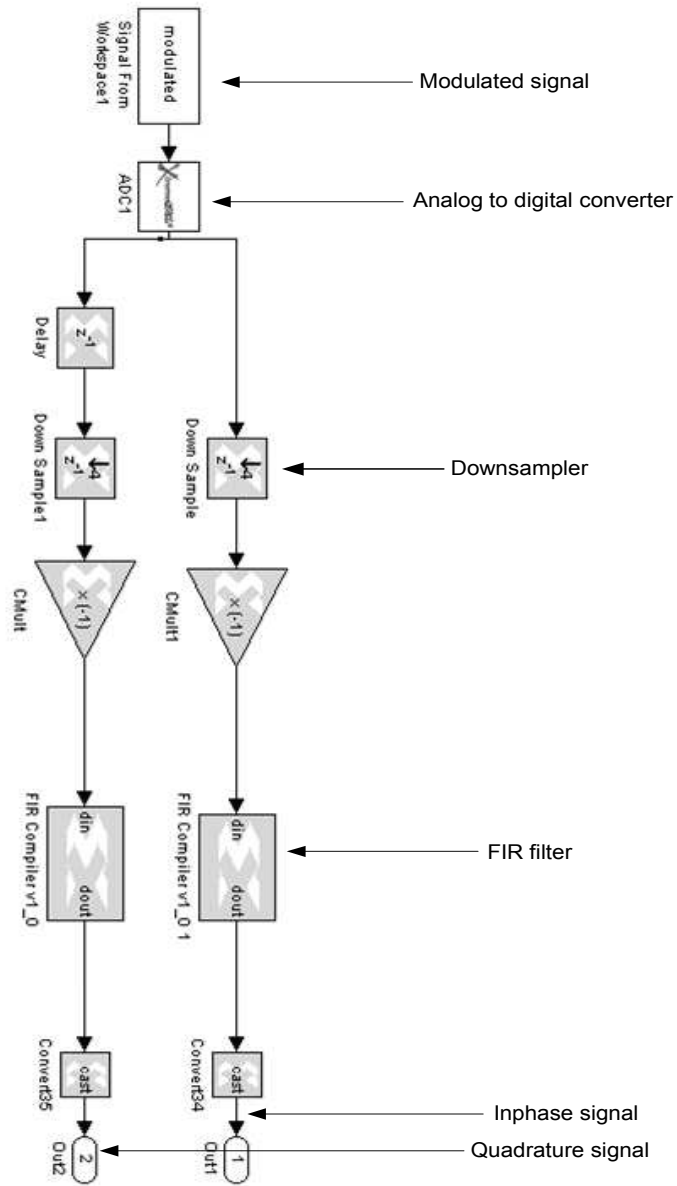 modulated
Signal From
Workspace1
Modulated signal
ADC1
Analog to digital converter
z-1
Delay
↓4
z-1
Down Sample1
↓4
z-1
Down Sample
Downsampler
x (-1)
CMult
x (-1)
CMult1
din
dout
FIR Compiler v1_0
din
dout
FIR Compiler v1_0 1
FIR filter
cast
Convert35
cast
Convert34
Inphase signal
2
Out2
1
Out1
Quadrature signal